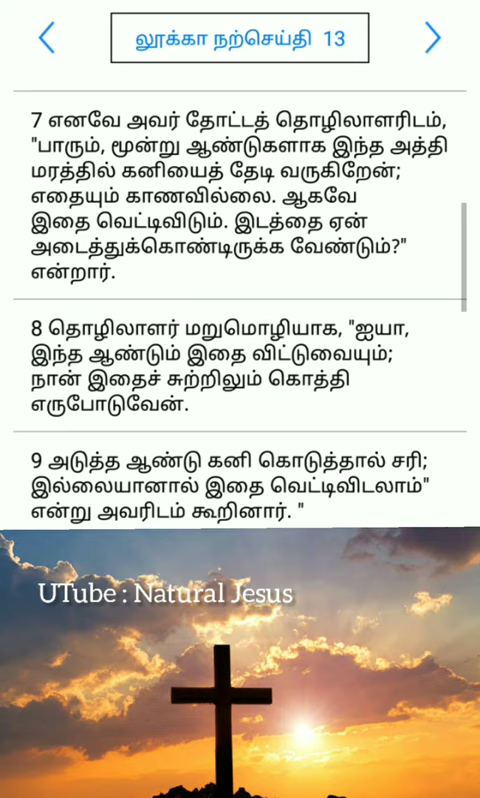 லூக்கா நற்செய்தி 13
7 எனவே அவர் தோட்டத் தொழிலாளரிடம்,
"பாரும், மூன்று ஆண்டுகளாக இந்த அத்தி
மரத்தில் கனியைத் தேடி வருகிறேன்;
எதையும் காணவில்லை. ஆகவே
இதை வெட்டிவிடும். இடத்தை ஏன்
அடைத்துக்கொண்டிருக்க வேண்டும்?"
என்றார்.
8 தொழிலாளர் மறுமொழியாக, "ஐயா,
இந்த ஆண்டும் இதை விட்டுவையும்;
நான் இதைச் சுற்றிலும் கொத்தி
எருபோடுவேன்.
9 அடுத்த ஆண்டு கனி கொடுத்தால் சரி;
இல்லையானால் இதை வெட்டிவிடலாம்"
என்று அவரிடம் கூறினார். "
UTube : Natural Jesus